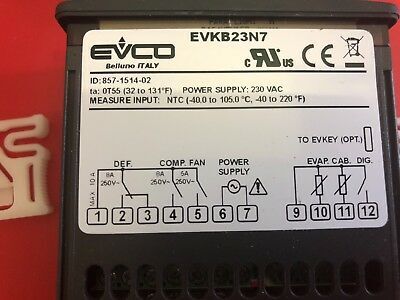 EVCO
EVKB23N7
Belluno ITALY
c UL US
ID: 857-1514-02
ta: 0T55 (32 to 131°F) POWER SUPPLY: 230 VAC
MEASURE INPUT: NTC (-40.0 to 105.0 °C, -40 to 220 °F)
TO EVKEY (OPT.)
DEF. COMP. FAN POWER SUPPLY EVAP. CAB. DIG.
MAX. 10 A
8A 250V~ 8A 250V~ 5A 250V~
1 2 3 4 5 6 7 9 10 11 12